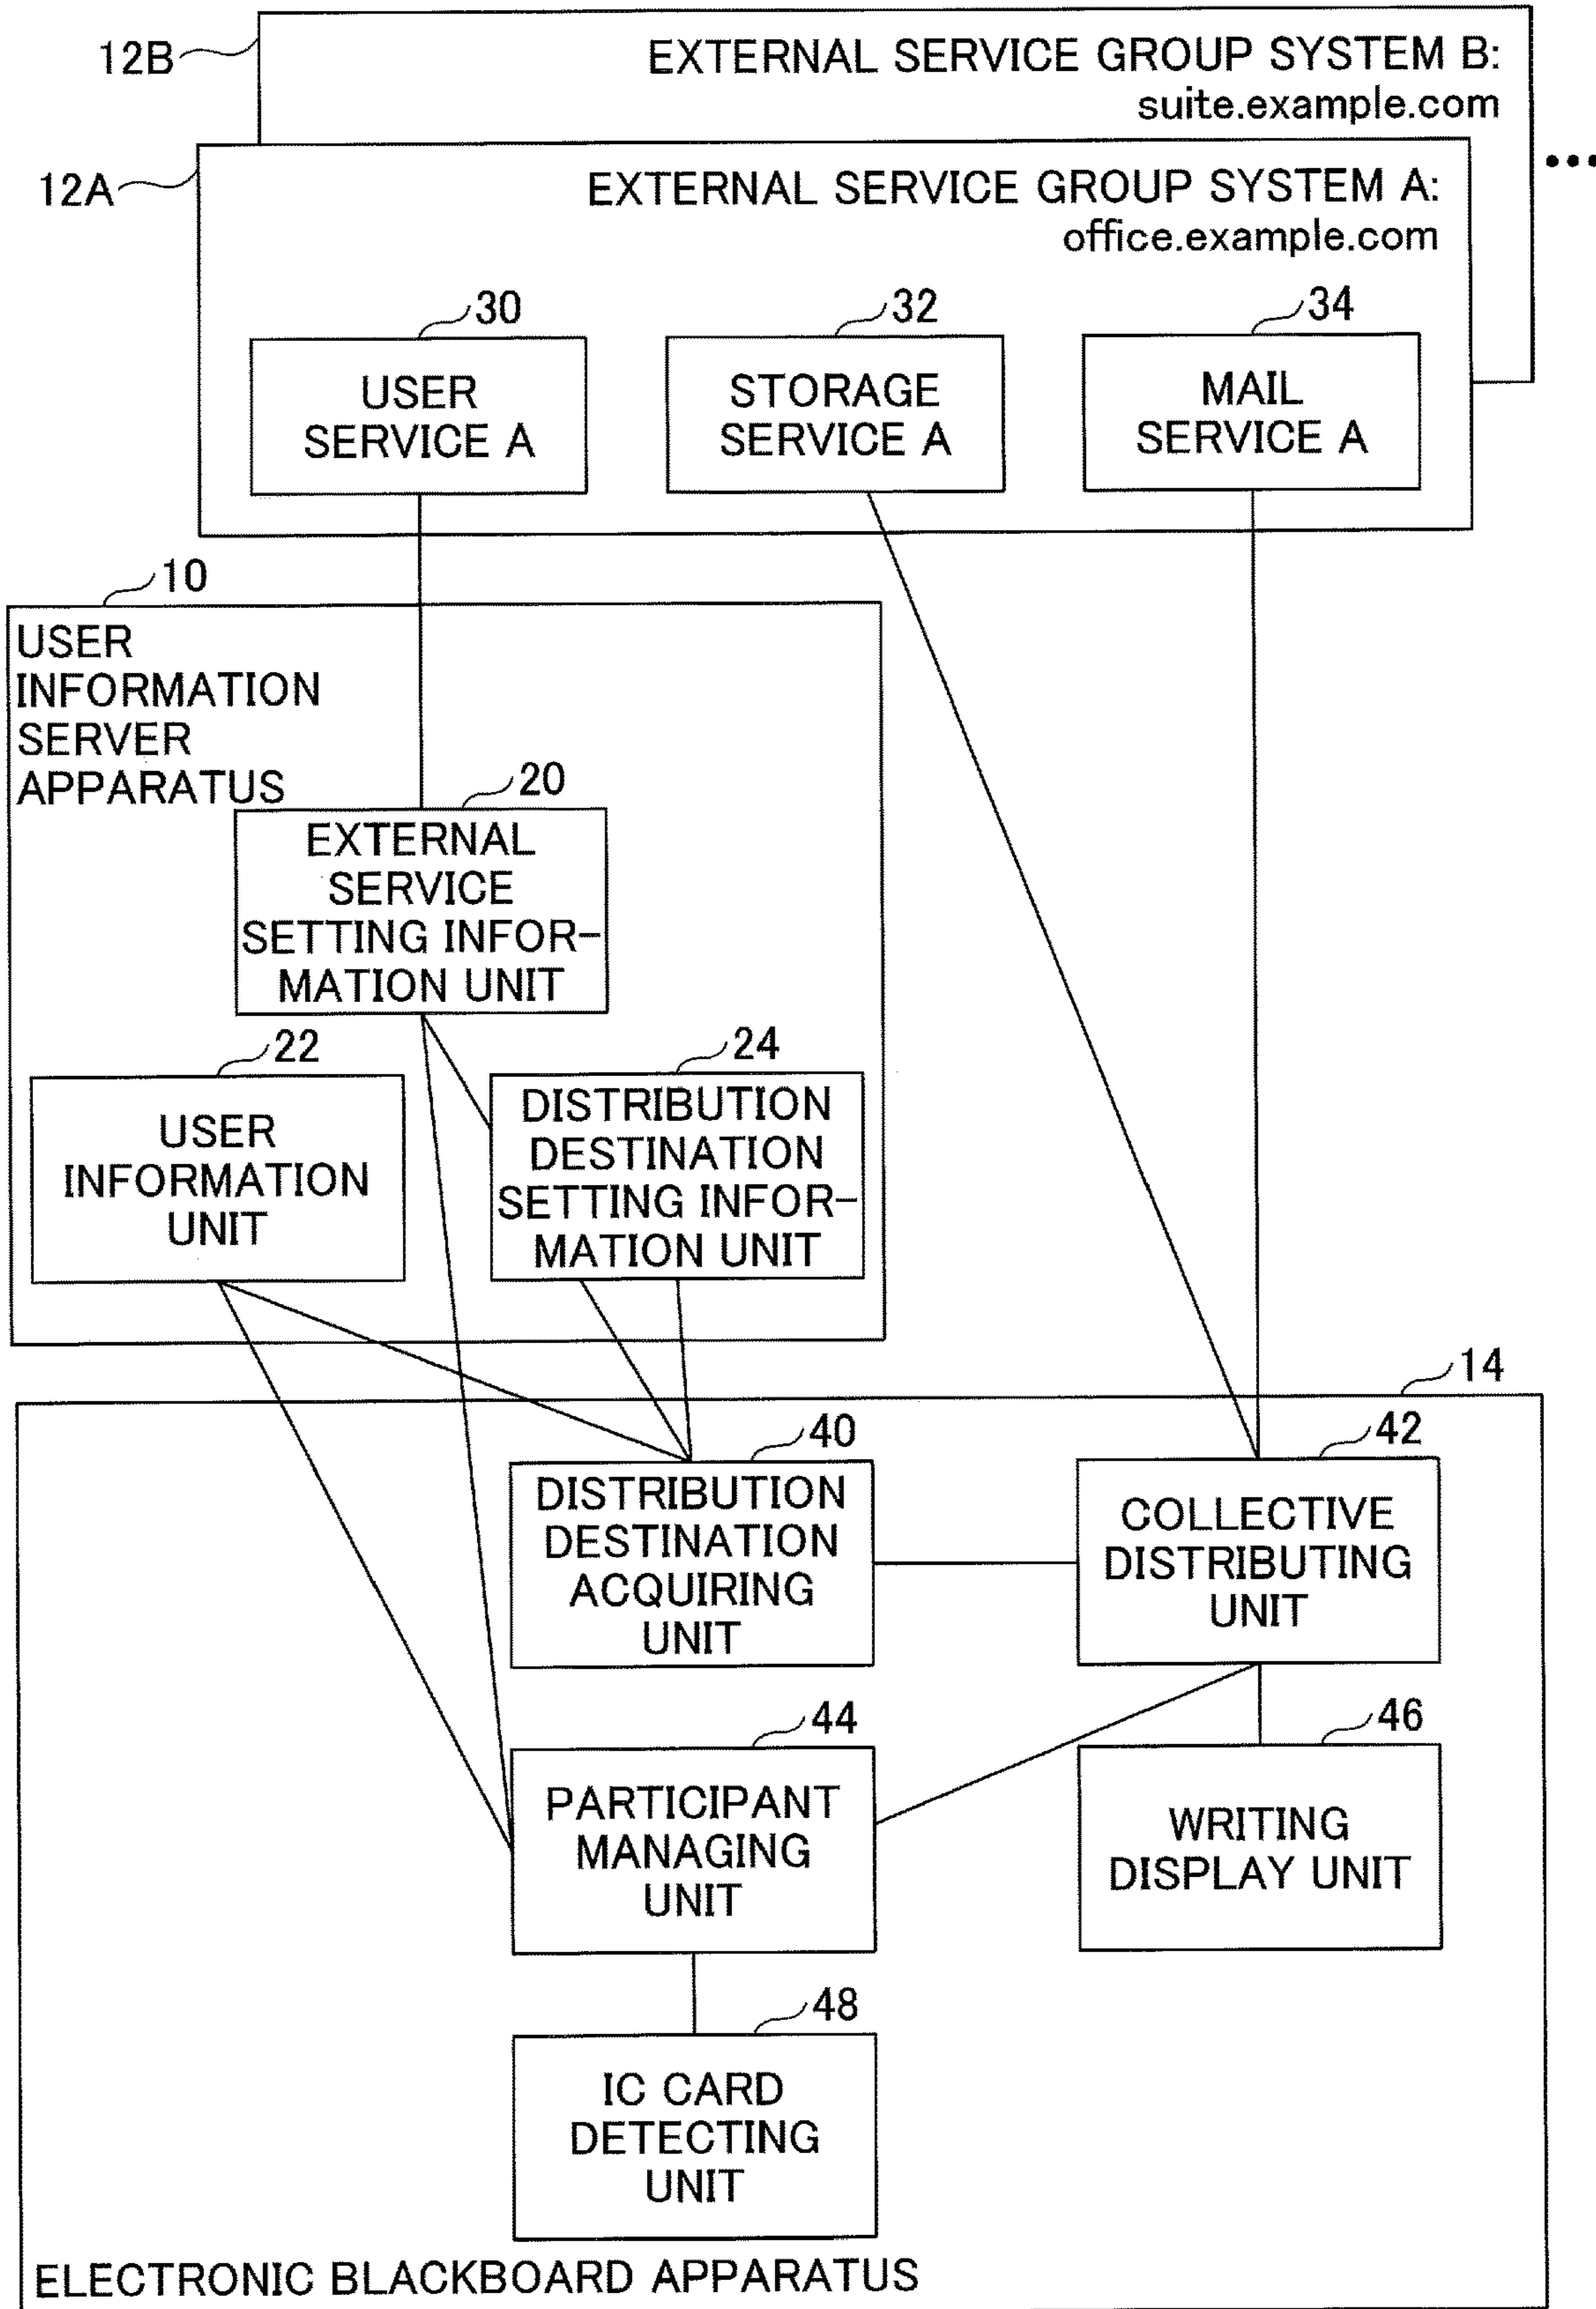 12B
EXTERNAL SERVICE GROUP SYSTEM B:
suite.example.com
12A
EXTERNAL SERVICE GROUP SYSTEM A:
office.example.com
...
30
USER
SERVICE A
32
STORAGE
SERVICE A
34
MAIL
SERVICE A
10
USER
INFORMATION
SERVER
APPARATUS
20
EXTERNAL
SERVICE
SETTING INFOR-
MATION UNIT
22
USER
INFORMATION
UNIT
24
DISTRIBUTION
DESTINATION
SETTING INFOR-
MATION UNIT
14
40
DISTRIBUTION
DESTINATION
ACQUIRING
UNIT
42
COLLECTIVE
DISTRIBUTING
UNIT
44
PARTICIPANT
MANAGING
UNIT
46
WRITING
DISPLAY UNIT
48
IC CARD
DETECTING
UNIT
ELECTRONIC BLACKBOARD APPARATUS